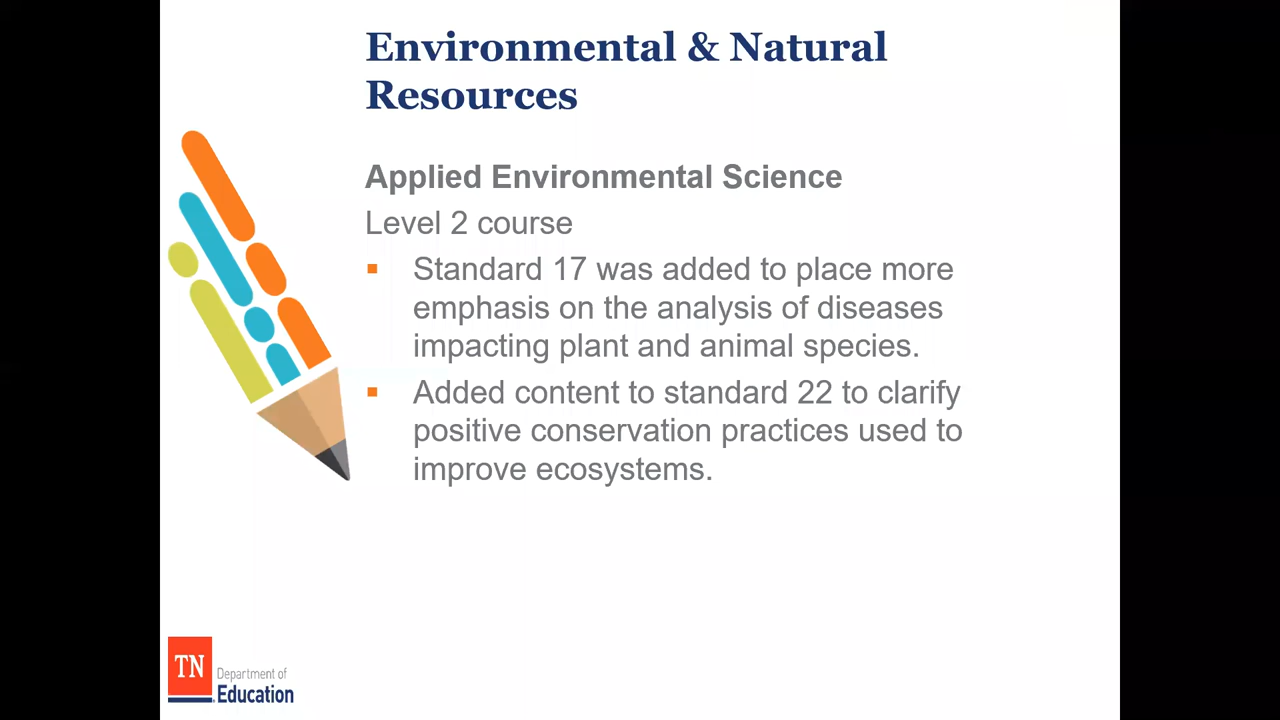 Environmental & Natural
Resources
Applied Environmental Science
Level 2 course
▪ Standard 17 was added to place more
emphasis on the analysis of diseases
impacting plant and animal species.
▪ Added content to standard 22 to clarify
positive conservation practices used to
improve ecosystems.
TN
Department of
Education